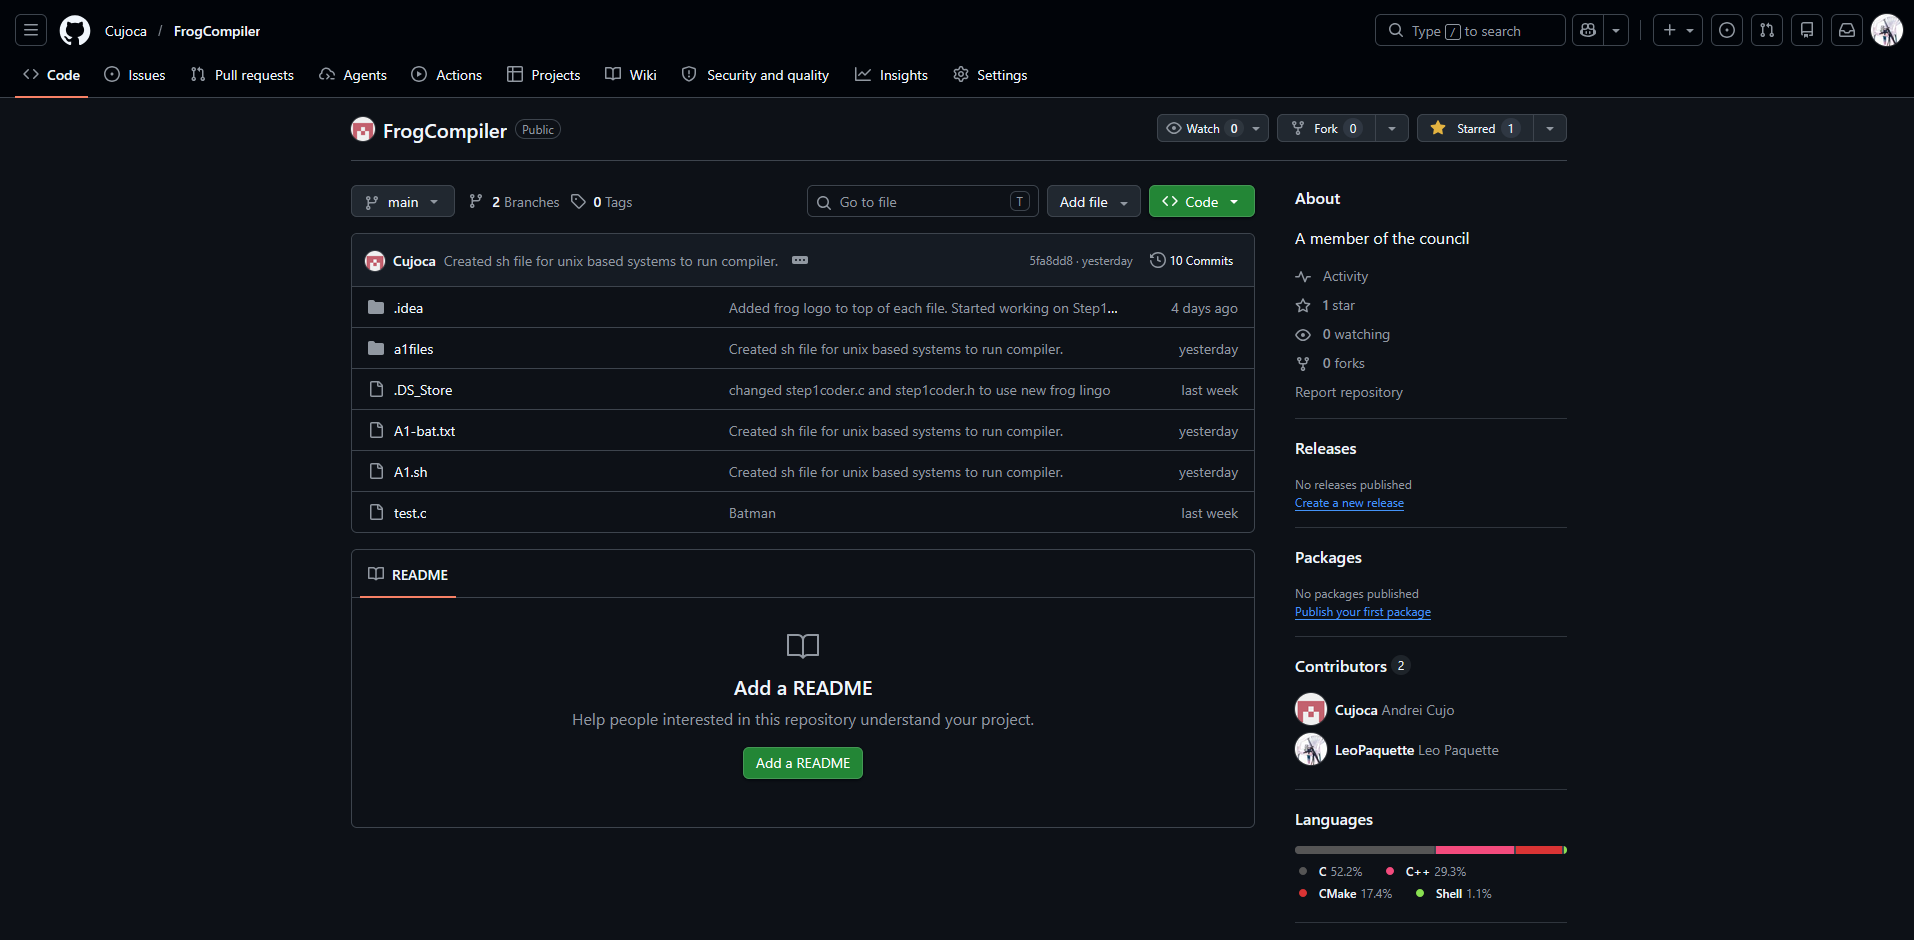 Cujoca / FrogCompiler
Type / to search
Code Issues Pull requests Agents Actions Projects Wiki Security and quality Insights Settings
FrogCompiler Public
Watch 0 Fork 0 Starred 1
main 2 Branches 0 Tags Go to file T Add file Code
Cujoca Created sh file for unix based systems to run compiler. 5fa8dd8 · yesterday 10 Commits
.idea Added frog logo to top of each file. Started working on Step1... 4 days ago
a1files Created sh file for unix based systems to run compiler. yesterday
.DS_Store changed step1coder.c and step1coder.h to use new frog lingo last week
A1-bat.txt Created sh file for unix based systems to run compiler. yesterday
A1.sh Created sh file for unix based systems to run compiler. yesterday
test.c Batman last week
README
Add a README
Help people interested in this repository understand your project.
Add a README
About
A member of the council
Activity
1 star
0 watching
0 forks
Report repository
Releases
No releases published
Create a new release
Packages
No packages published
Publish your first package
Contributors 2
Cujoca Andrei Cujo
LeoPaquette Leo Paquette
Languages
C 52.2% C++ 29.3%
CMake 17.4% Shell 1.1%